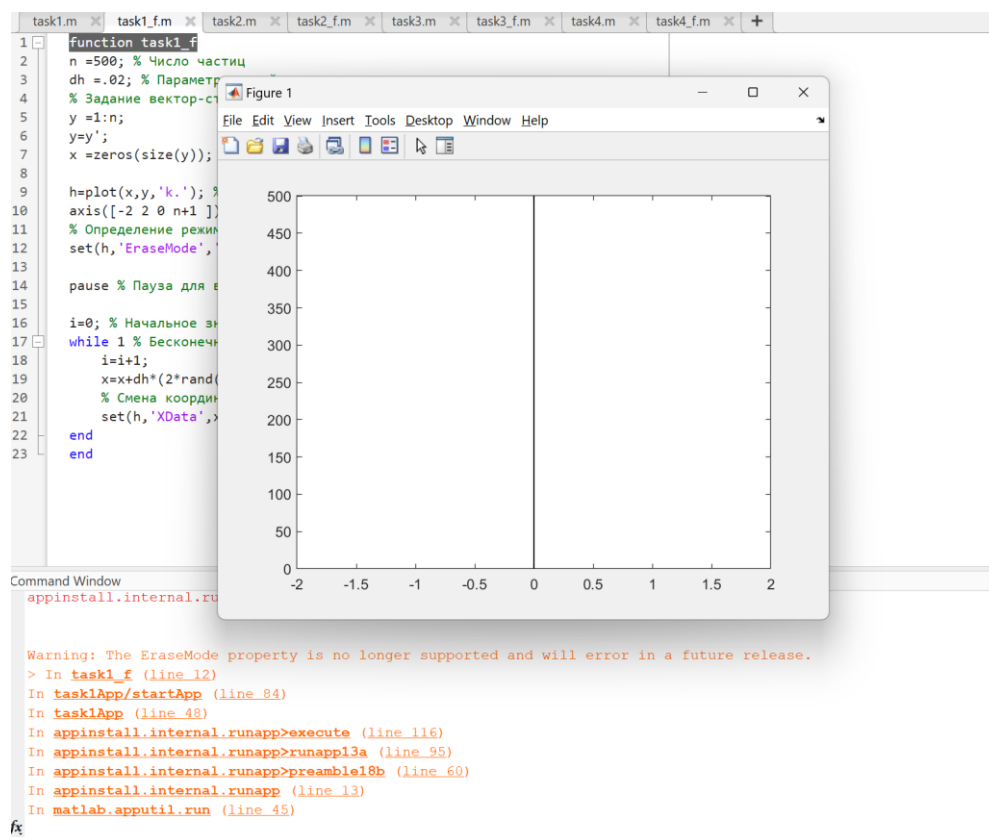 task1.m × task1_f.m × task2.m × task2_f.m × task3.m × task3_f.m × task4.m × task4_f.m × +
1 function task1_f
2 n =500; % Число частиц
3 dh =.02; % Параметр
4 % Задание вектор-ст
5 y =1:n;
6 y=y';
7 x =zeros(size(y));
8
9 h=plot(x,y,'k.'); %
10 axis([-2 2 0 n+1 ])
11 % Определение режим
12 set(h,'EraseMode','
13
14 pause % Пауза для в
15
16 i=0; % Начальное зн
17 while 1 % Бесконечн
18 i=i+1;
19 x=x+dh*(2*rand(
20 % Смена координ
21 set(h,'XData',x
22 end
23 end
Figure 1
File Edit View Insert Tools Desktop Window Help
500
450
400
350
300
250
200
150
100
50
0
-2 -1.5 -1 -0.5 0 0.5 1 1.5 2
Command Window
appinstall.internal.ru
Warning: The EraseMode property is no longer supported and will error in a future release.
> In task1_f (line 12)
In task1App/startApp (line 84)
In task1App (line 48)
In appinstall.internal.runapp>execute (line 116)
In appinstall.internal.runapp>runapp13a (line 95)
In appinstall.internal.runapp>preamble18b (line 60)
In appinstall.internal.runapp (line 13)
In matlab.apputil.run (line 45)
fx